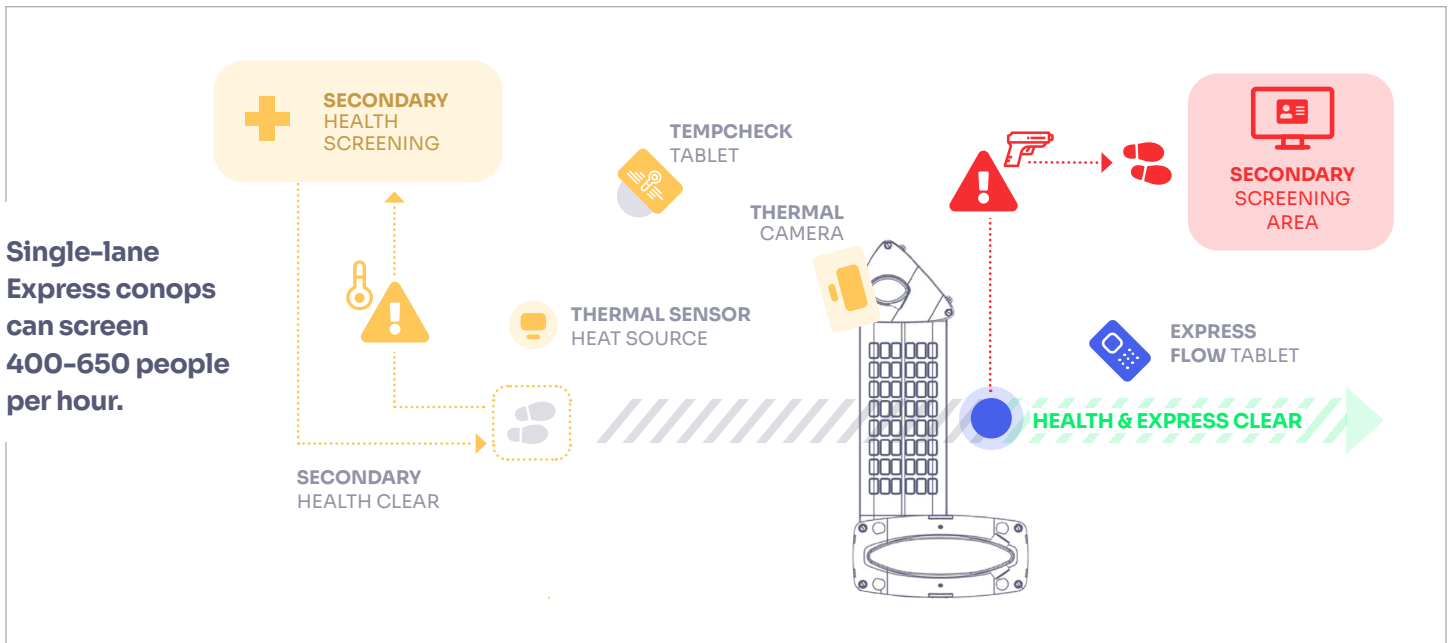 Single-lane
Express conops
can screen
400-650 people
per hour.
SECONDARY
HEALTH
SCREENING
TEMPCHECK
TABLET
THERMAL
CAMERA
THERMAL SENSOR
HEAT SOURCE
SECONDARY
HEALTH CLEAR
SECONDARY
SCREENING
AREA
EXPRESS
FLOW TABLET
HEALTH & EXPRESS CLEAR